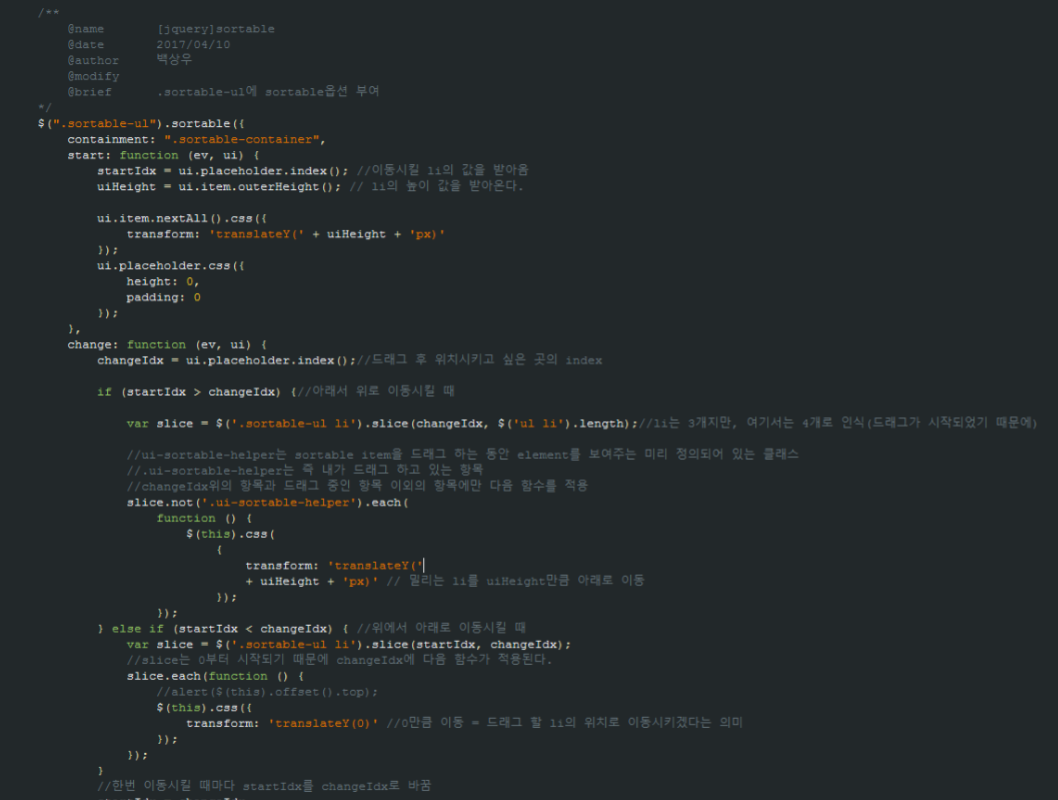 /**
@name [jquery]sortable
@date 2017/04/10
@author 백상우
@modify
@brief .sortable-ul에 sortable옵션 부여
*/
$(".sortable-ul").sortable({
containment: ".sortable-container",
start: function (ev, ui) {
startIdx = ui.placeholder.index(); //이동시킬 li의 값을 받아옴
uiHeight = ui.item.outerHeight(); // li의 높이 값을 받아온다.
ui.item.nextAll().css({
transform: 'translateY(' + uiHeight + 'px)'
});
ui.placeholder.css({
height: 0,
padding: 0
});
},
change: function (ev, ui) {
changeIdx = ui.placeholder.index();//드래그 후 위치시키고 싶은 곳의 index
if (startIdx > changeIdx) {//아래서 위로 이동시킬 때
var slice = $('.sortable-ul li').slice(changeIdx, $('ul li').length);//li는 3개지만, 여기서는 4개로 인식(드래그가 시작되었기 때문에)
//ui-sortable-helper는 sortable item을 드래그 하는 동안 element를 보여주는 미리 정의되어 있는 클래스
//.ui-sortable-helper는 즉 내가 드래그 하고 있는 항목
//changeIdx위의 항목과 드래그 중인 항목 이외의 항목에만 다음 함수를 적용
slice.not('.ui-sortable-helper').each(
function () {
$(this).css(
{
transform: 'translateY('
+ uiHeight + 'px)' // 밀리는 li를 uiHeight만큼 아래로 이동
});
});
} else if (startIdx < changeIdx) { //위에서 아래로 이동시킬 때
var slice = $('.sortable-ul li').slice(startIdx, changeIdx);
//slice는 0부터 시작되기 때문에 changeIdx에 다음 함수가 적용된다.
slice.each(function () {
//alert($(this).offset().top);
$(this).css({
transform: 'translateY(0)' //0만큼 이동 = 드래그 할 li의 위치로 이동시키겠다는 의미
});
});
}
//한번 이동시킬 때마다 startIdx를 changeIdx로 바꿈